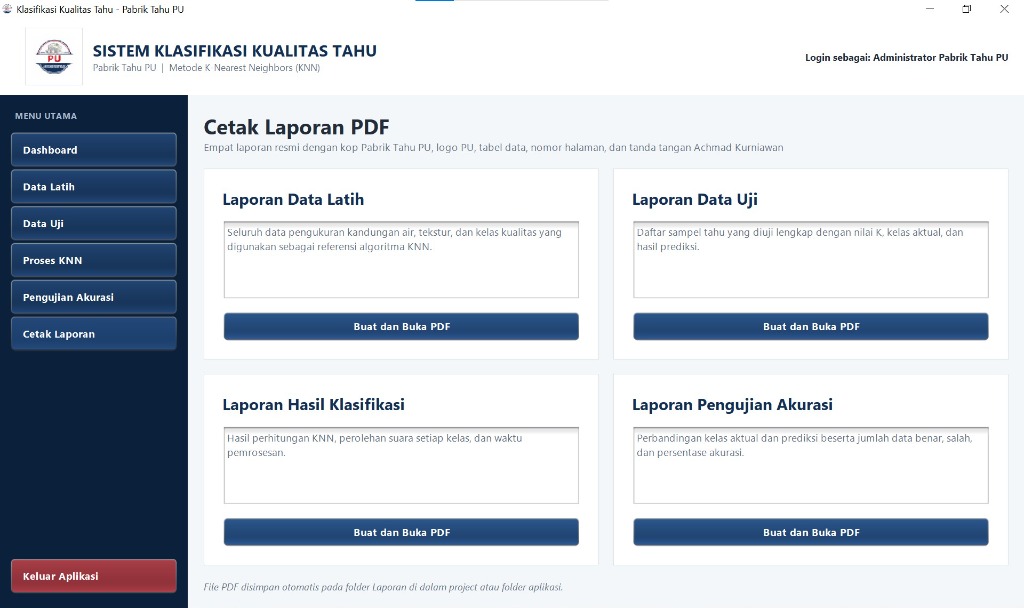 Klasifikasi Kualitas Tahu - Pabrik Tahu PU
PU
SISTEM KLASIFIKASI KUALITAS TAHU
Pabrik Tahu PU | Metode K-Nearest Neighbors (KNN)
Login sebagai: Administrator Pabrik Tahu PU
MENU UTAMA
Dashboard
Data Latih
Data Uji
Proses KNN
Pengujian Akurasi
Cetak Laporan
Keluar Aplikasi
Cetak Laporan PDF
Empat laporan resmi dengan kop Pabrik Tahu PU, logo PU, tabel data, nomor halaman, dan tanda tangan Achmad Kurniawan
Laporan Data Latih
Seluruh data pengukuran kandungan air, tekstur, dan kelas kualitas yang
digunakan sebagai referensi algoritma KNN.
Buat dan Buka PDF
Laporan Data Uji
Daftar sampel tahu yang diuji lengkap dengan nilai K, kelas aktual, dan
hasil prediksi.
Buat dan Buka PDF
Laporan Hasil Klasifikasi
Hasil perhitungan KNN, perolehan suara setiap kelas, dan waktu
pemrosesan.
Buat dan Buka PDF
Laporan Pengujian Akurasi
Perbandingan kelas aktual dan prediksi beserta jumlah data benar, salah,
dan persentase akurasi.
Buat dan Buka PDF
File PDF disimpan otomatis pada folder Laporan di dalam project atau folder aplikasi.